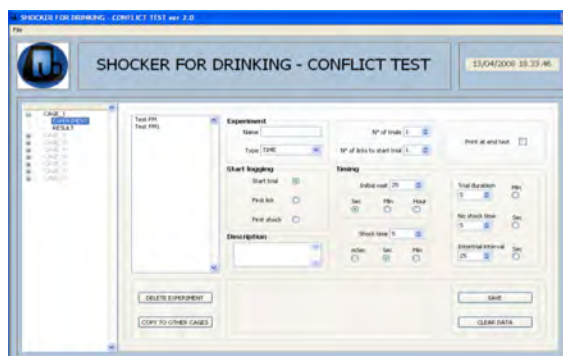 SHOCKER FOR DRINKING - CONFLICT TEST ver 2.0
File
SHOCKER FOR DRINKING - CONFLICT TEST
13/04/2008 18.33.46
CAGE_1
EXPERIMENT
RESULT
Test FM
Test FM1
Experiment
Name
Type TIME
N° of trials 1
N° of licks to start trial 1
Print at end test
Start logging
Start trial
First lick
First shock
Description
Timing
Initial wait 25
Sec Min Hour
Shock time 5
mSec Sec Min
Trial duration
5
Min
No shock time
5
Sec
Intertrial interval
25
Sec
DELETE EXPERIMENT
COPY TO OTHER CAGES
SAVE
CLEAR DATA